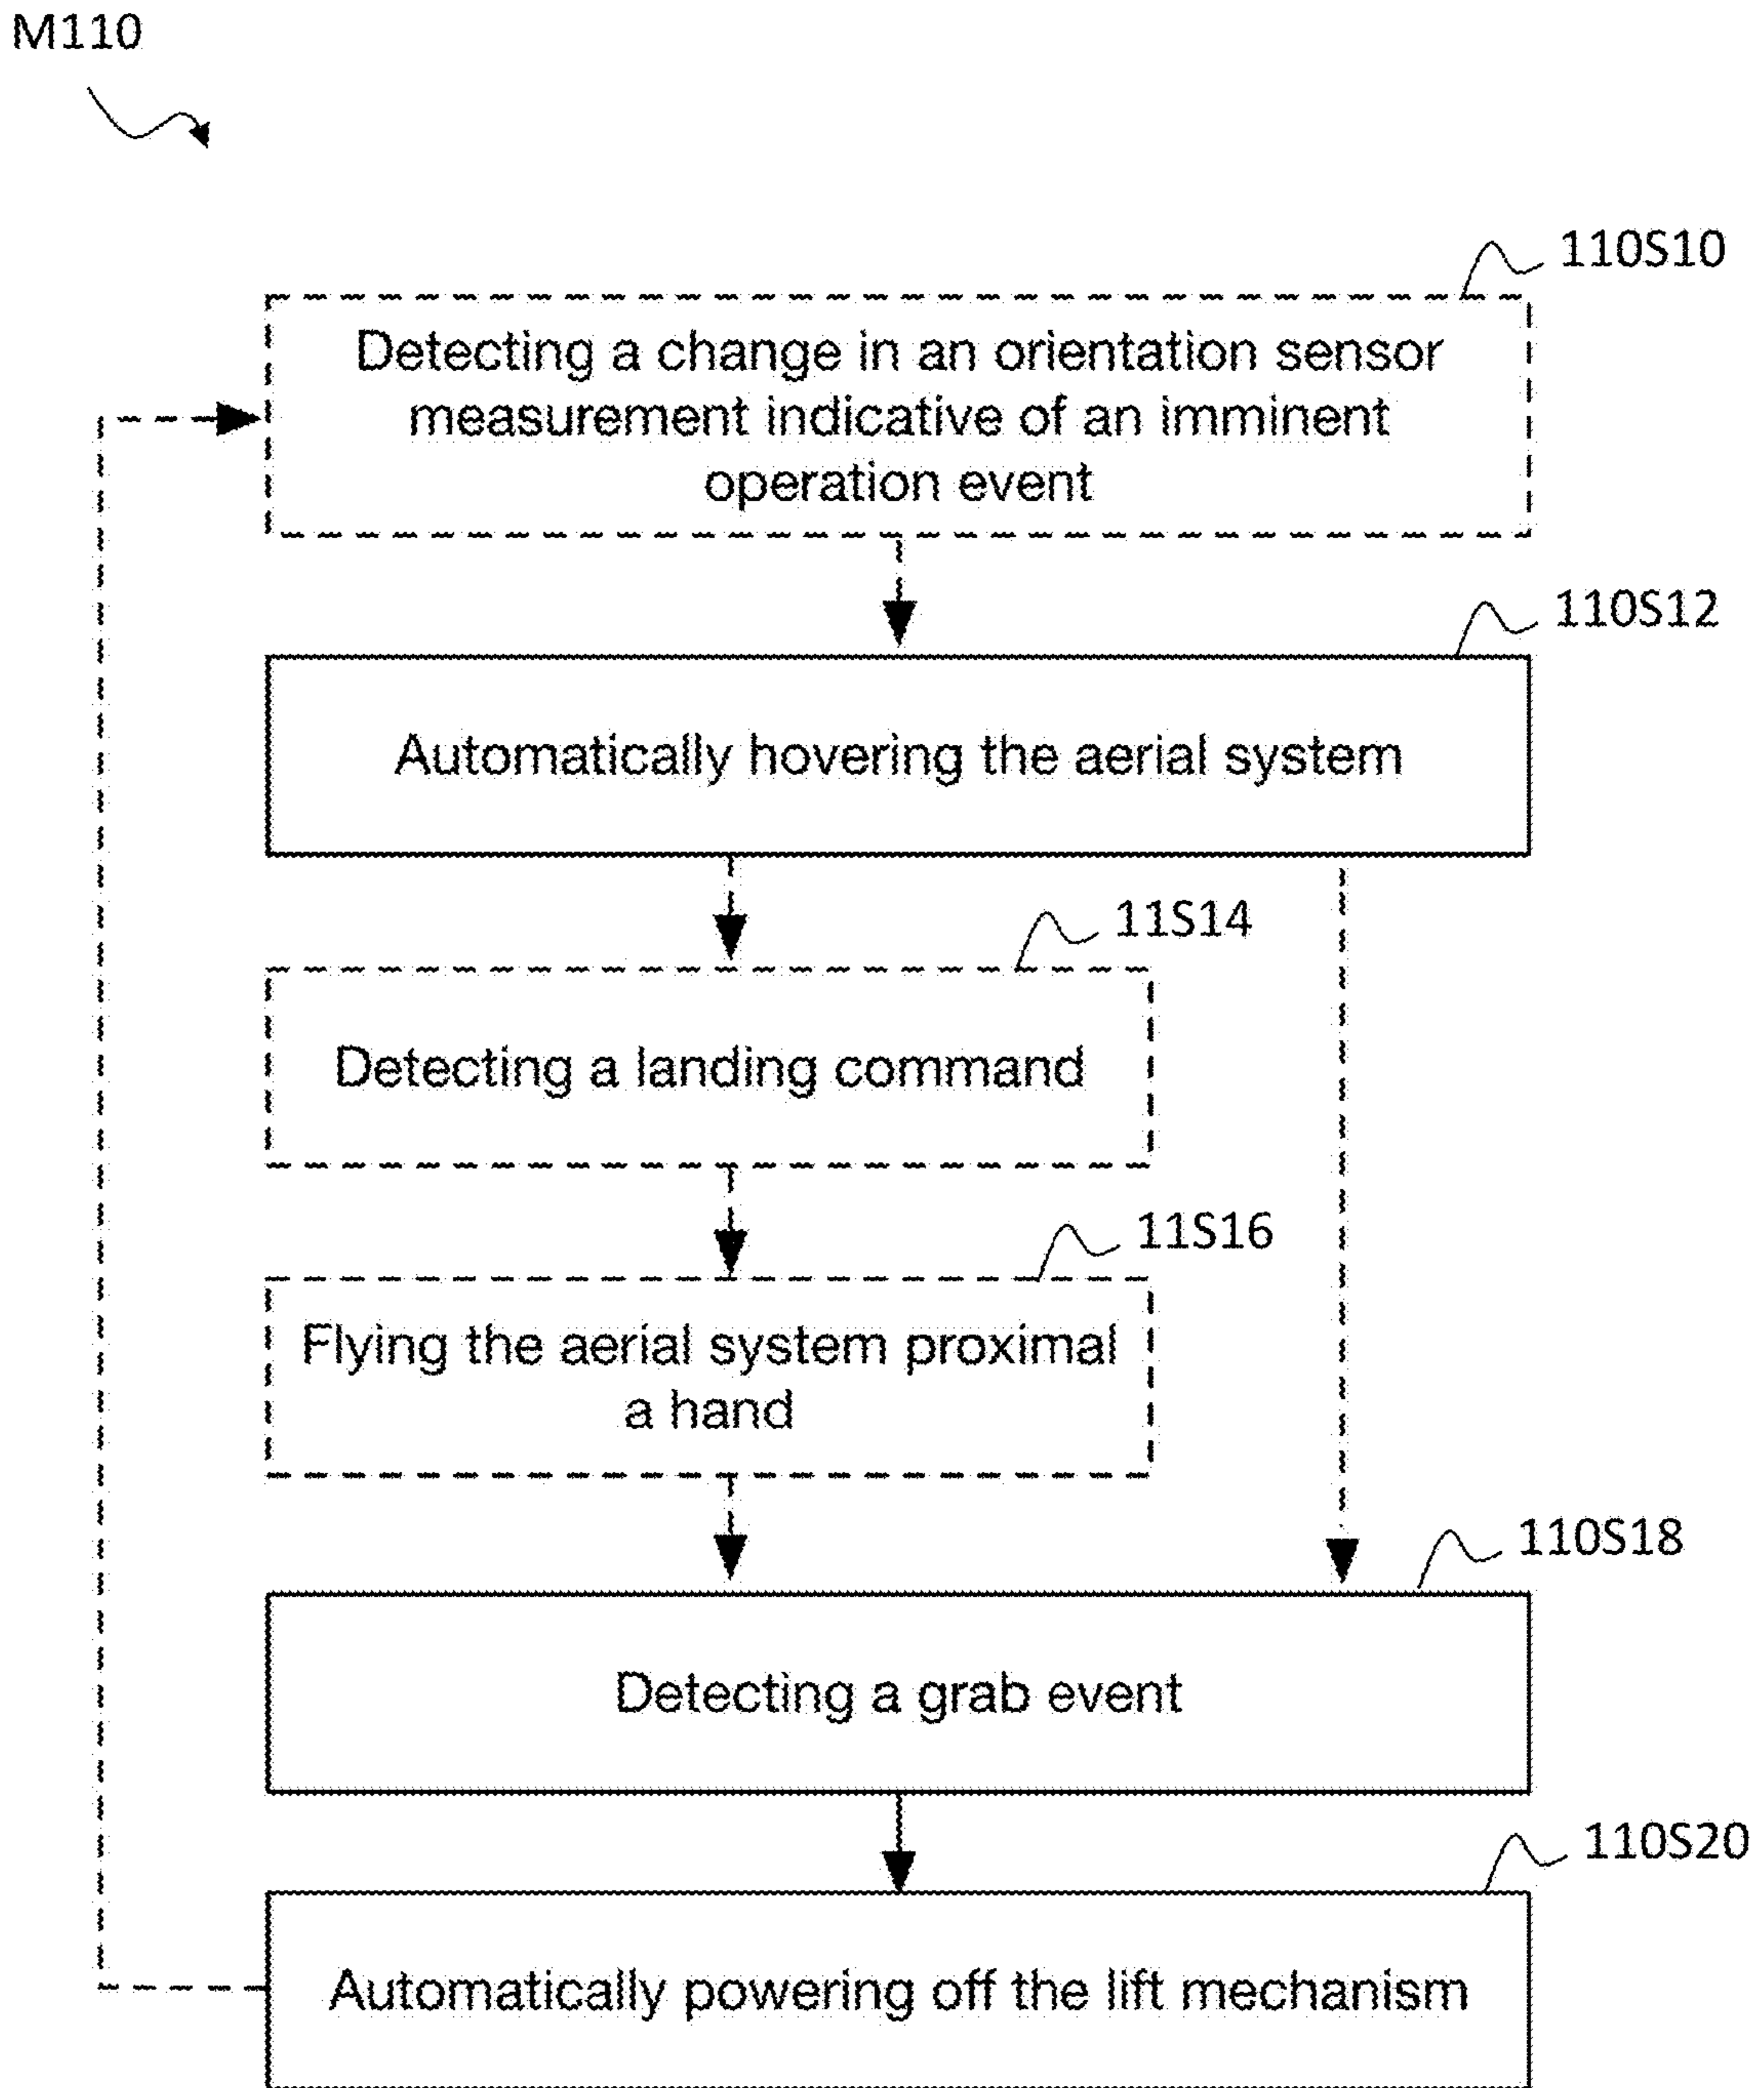 M110
110S10
Detecting a change in an orientation sensor
measurement indicative of an imminent
operation event
110S12
Automatically hovering the aerial system
11S14
Detecting a landing command
11S16
Flying the aerial system proximal
a hand
110S18
Detecting a grab event
110S20
Automatically powering off the lift mechanism